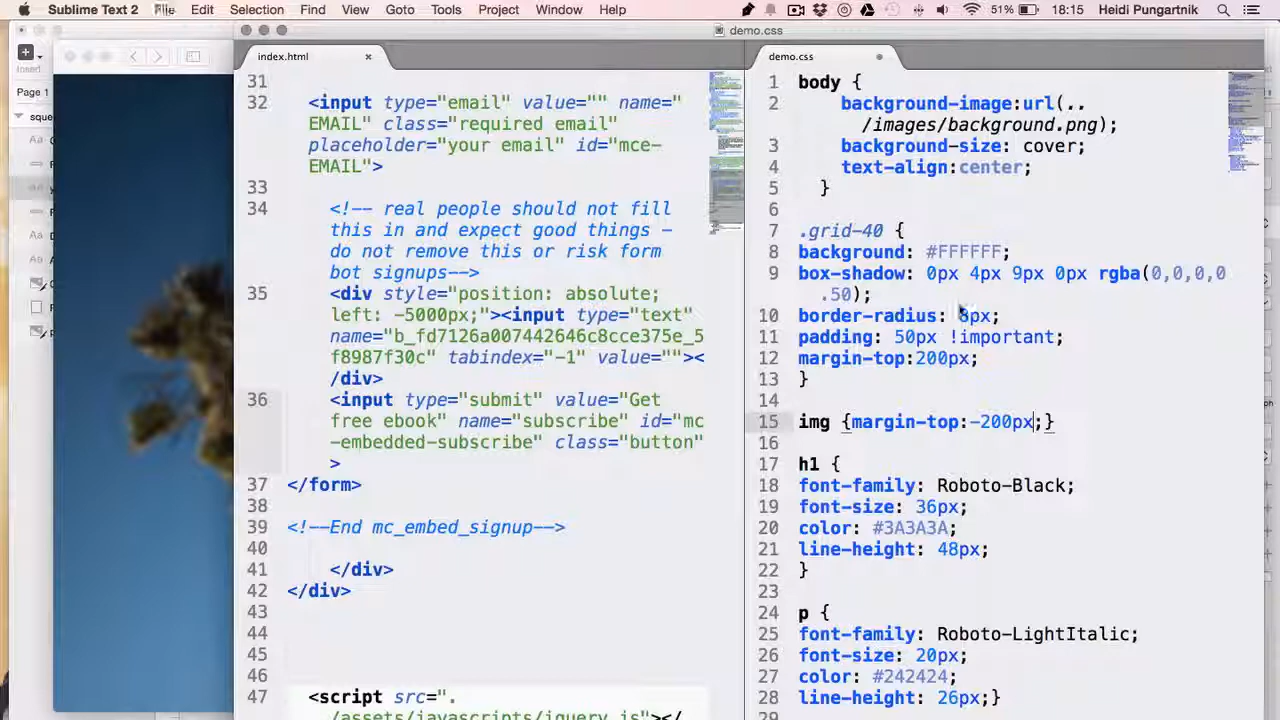 Sublime Text 2 File Edit Selection Find View Goto Tools Project Window Help 51% 18:15 Heidi Pungartnik
demo.css
Insert
Page 1
squee
index.html
31
32 <input type="email" value="" name="
EMAIL" class="required email"
placeholder="your email" id="mce-
EMAIL">
33
34 <!-- real people should not fill
this in and expect good things -
do not remove this or risk form
bot signups-->
35 <div style="position: absolute;
left: -5000px;"><input type="text"
name="b_fd7126a007442646c8cce375e_5
f8987f30c" tabindex="-1" value=""><
/div>
36 <input type="submit" value="Get
free ebook" name="subscribe" id="mc
-embedded-subscribe" class="button"
>
37 </form>
38
39 <!--End mc_embed_signup-->
40
41 </div>
42 </div>
43
44
45
46
47 <script src=".
/assets/javascripts/jquery.js"></
demo.css
1 body {
2 background-image:url(..
/images/background.png);
3 background-size: cover;
4 text-align:center;
5 }
6
7 .grid-40 {
8 background: #FFFFFF;
9 box-shadow: 0px 4px 9px 0px rgba(0,0,0,0
.50);
10 border-radius: 8px;
11 padding: 50px !important;
12 margin-top:200px;
13 }
14
15 img {margin-top:-200px;}
16
17 h1 {
18 font-family: Roboto-Black;
19 font-size: 36px;
20 color: #3A3A3A;
21 line-height: 48px;
22 }
23
24 p {
25 font-family: Roboto-LightItalic;
26 font-size: 20px;
27 color: #242424;
28 line-height: 26px;}
29